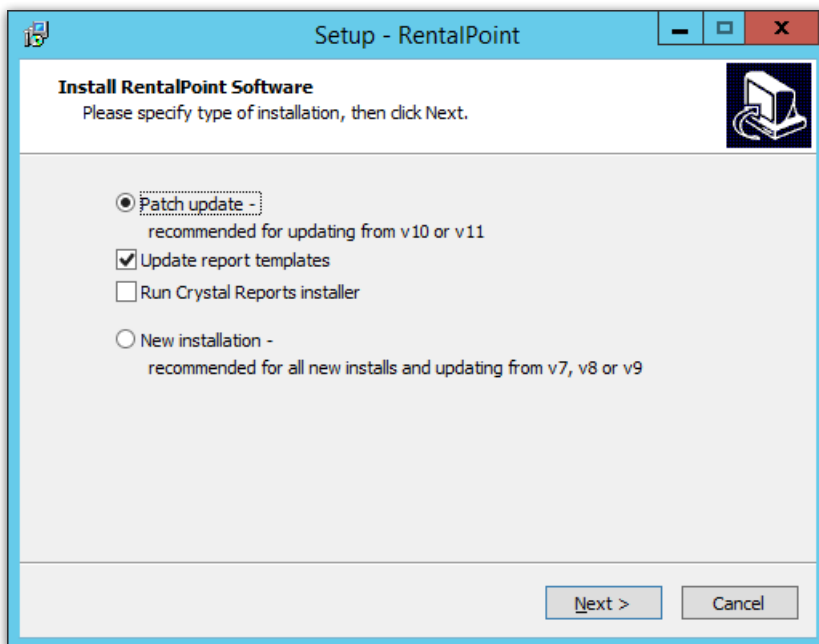 Setup - RentalPoint
Install RentalPoint Software
Please specify type of installation, then click Next.
Patch update -
recommended for updating from v10 or v11
Update report templates
Run Crystal Reports installer
New installation -
recommended for all new installs and updating from v7, v8 or v9
Next >
Cancel